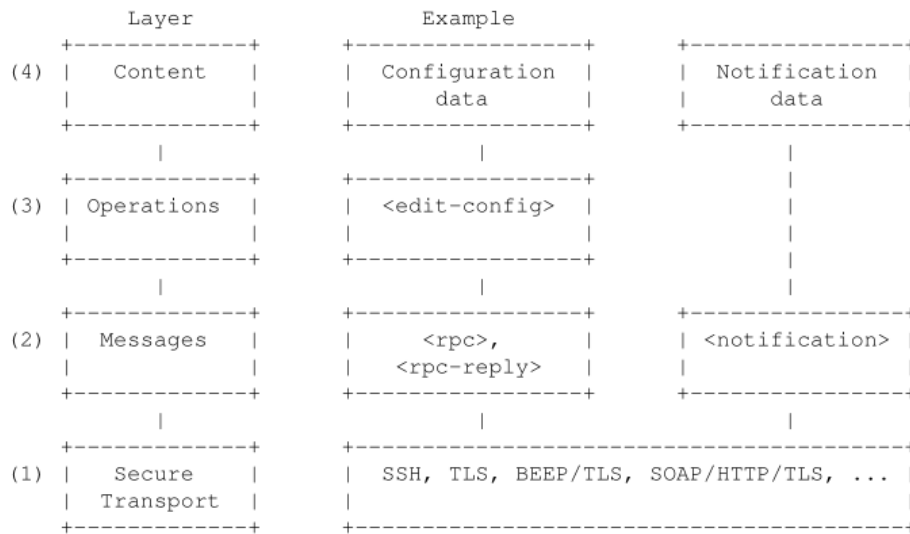 Layer Example
(4) Content Configuration Notification
data data
(3) Operations <edit-config>
(2) Messages <rpc>, <notification>
<rpc-reply>
(1) Secure SSH, TLS, BEEP/TLS, SOAP/HTTP/TLS, ...
Transport